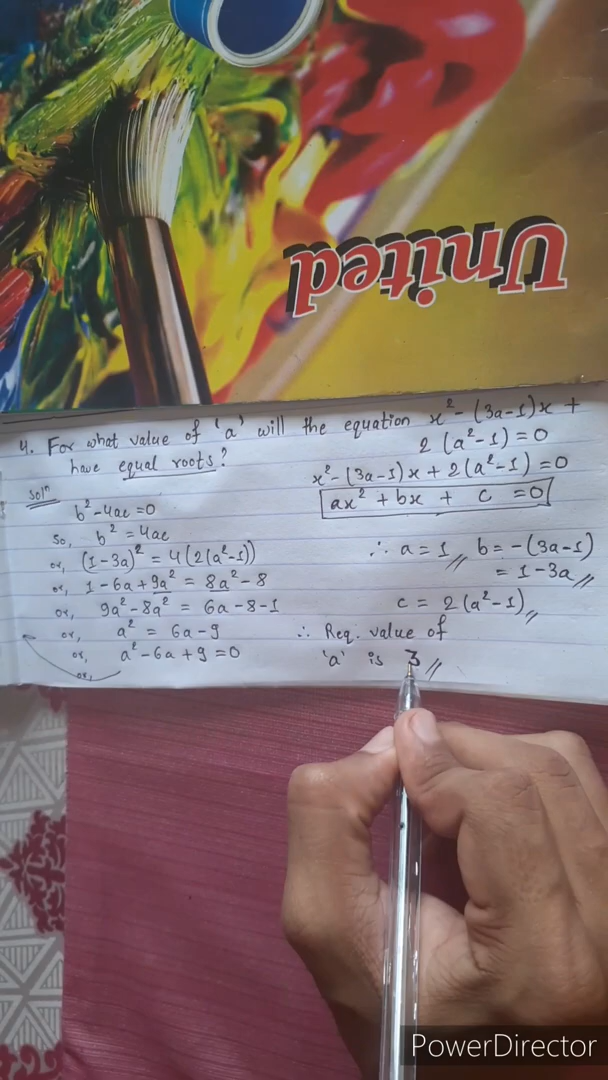 United
4. For what value of 'a' will the equation x² - (3a-1)x +
2(a²-1) = 0
have equal roots?
Solⁿ
b² - 4ac = 0
so, b² = 4ac
or, (1-3a)² = 4(2(a²-1))
or, 1 - 6a + 9a² = 8a² - 8
or, 9a² - 8a² = 6a - 8 - 1
or, a² = 6a - 9
or, a² - 6a + 9 = 0
or,
x² - (3a-1)x + 2(a²-1) = 0
ax² + bx + c = 0
∴ a = 1 // b = -(3a-1)
= 1 - 3a //
c = 2(a²-1) //
∴ Req. value of
'a' is 3 //
PowerDirector